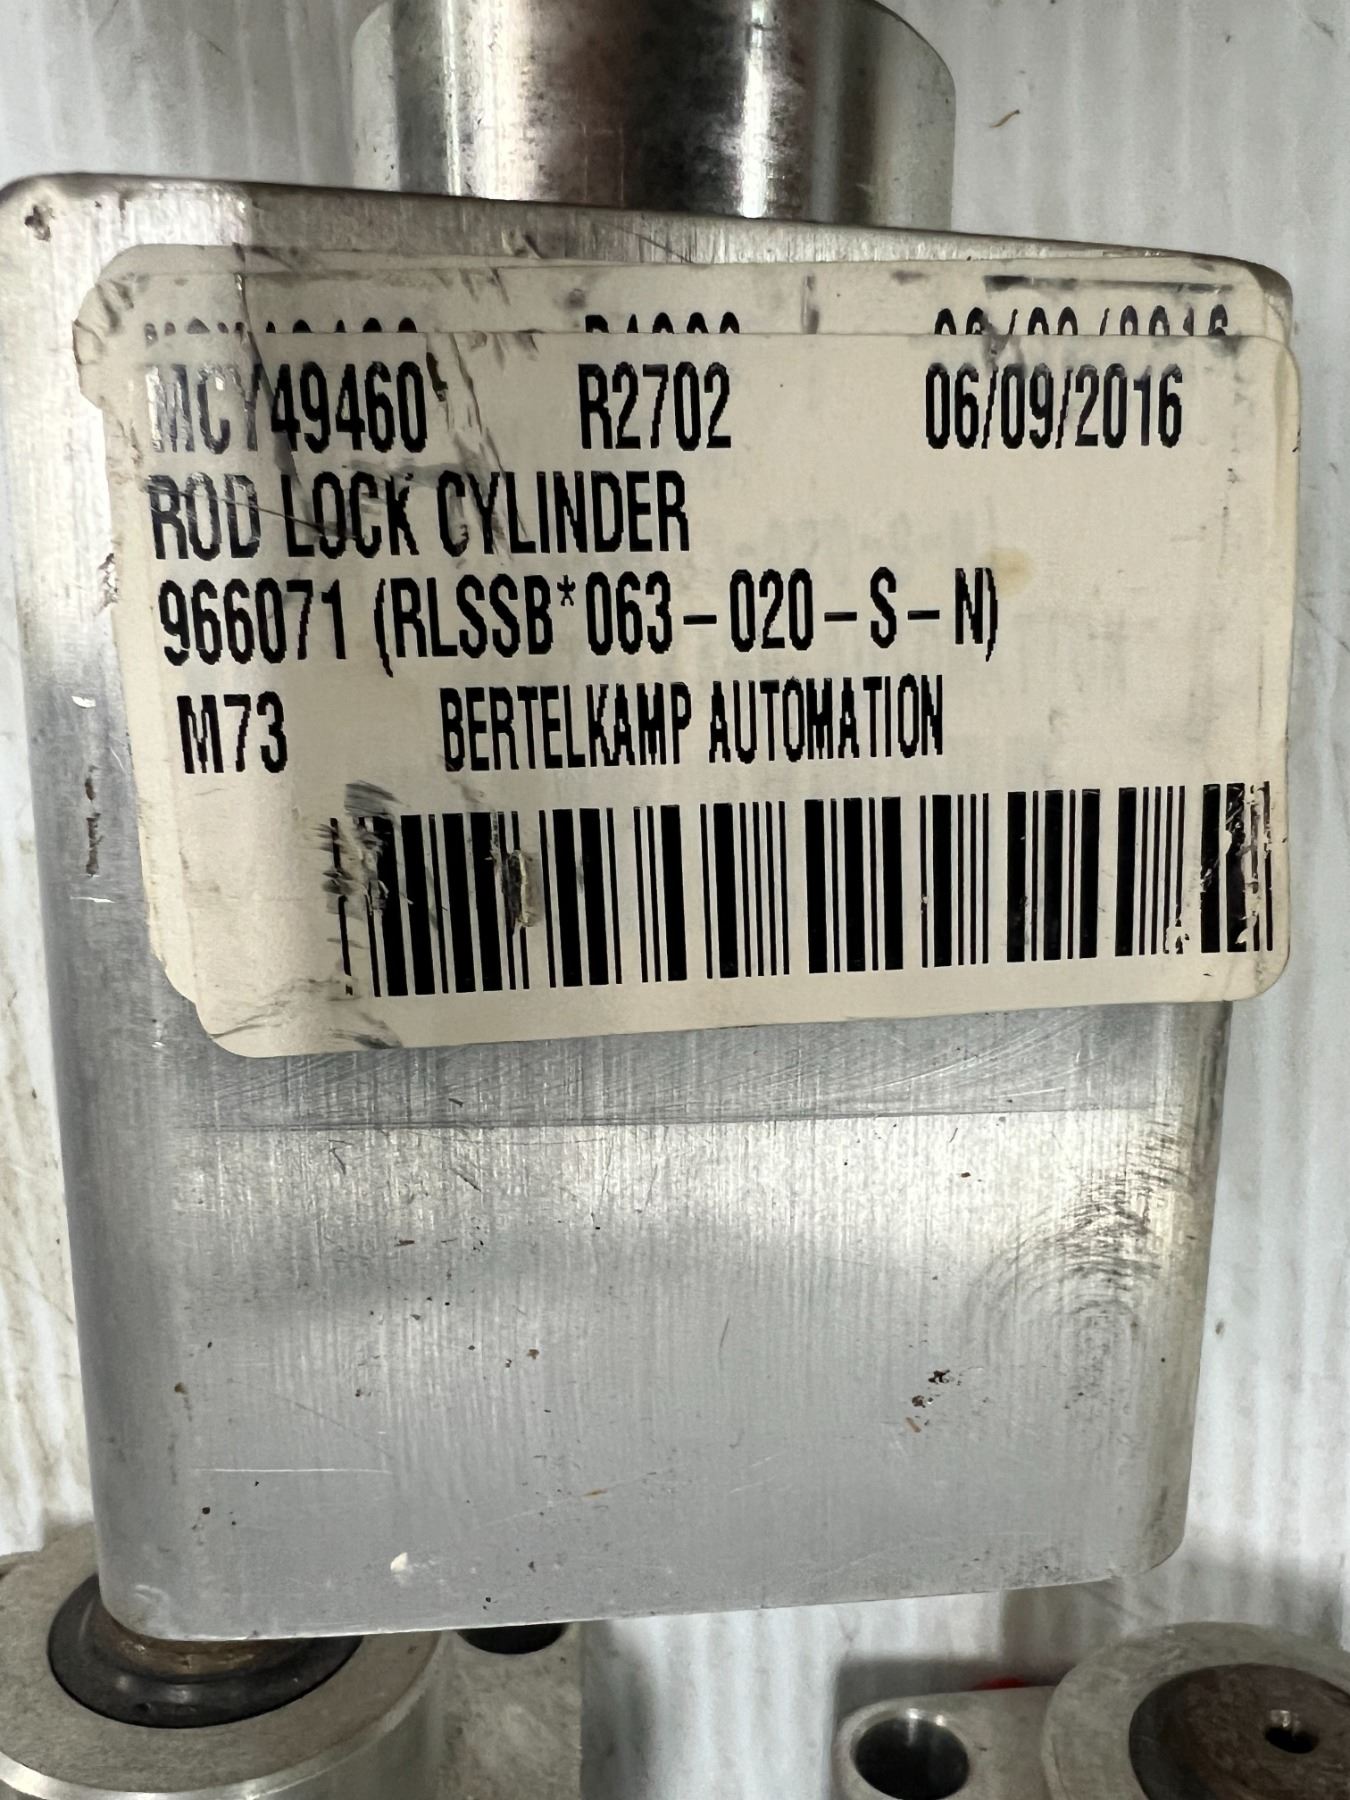 MCY49460 R2702 06/09/2016
ROD LOCK CYLINDER
966071 (RLSSB*063-020-S-N)
M73 BERTELKAMP AUTOMATION